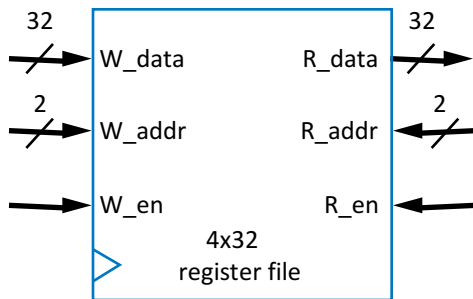 32 32
W_data R_data
2 2
W_addr R_addr
W_en R_en
4x32
register file